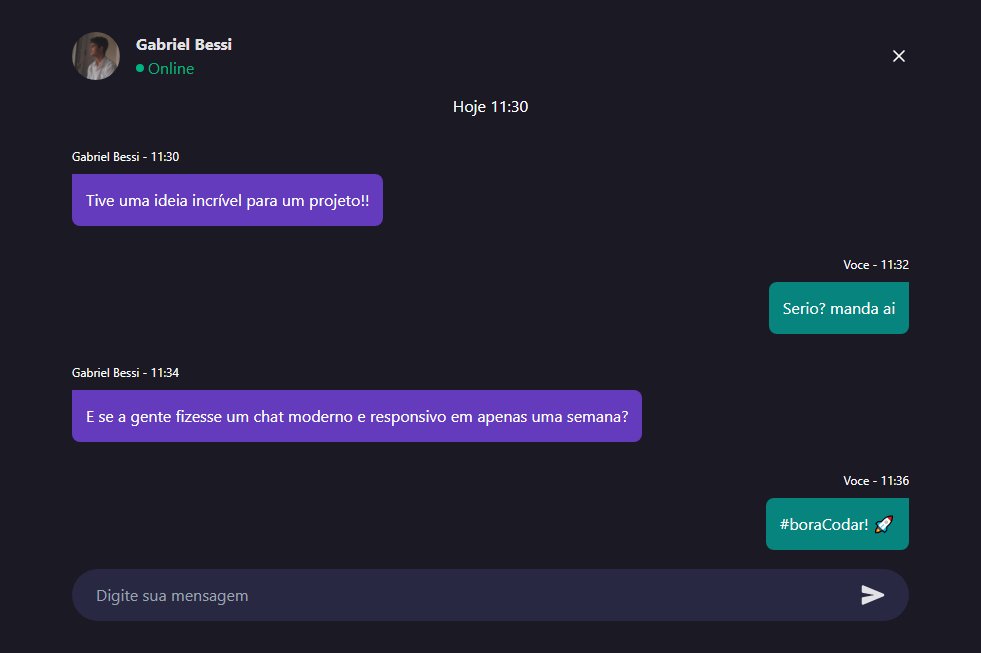 Gabriel Bessi
Online
Hoje 11:30
Gabriel Bessi - 11:30
Tive uma ideia incrível para um projeto!!
Voce - 11:32
Serio? manda ai
Gabriel Bessi - 11:34
E se a gente fizesse um chat moderno e responsivo em apenas uma semana?
Voce - 11:36
#boraCodar! 🚀
Digite sua mensagem